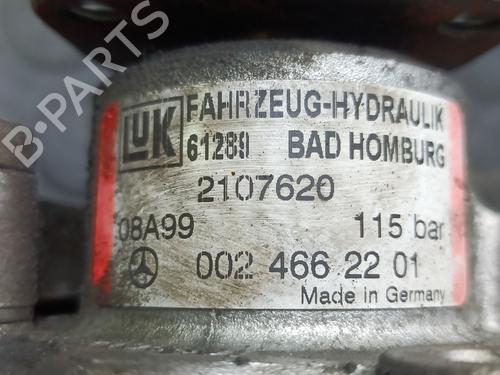 LUK FAHRZEUG-HYDRAULIK
61289 BAD HOMBURG
2107620
08A99 115 bar
002 466 22 01
Made in Germany
B-PARTS